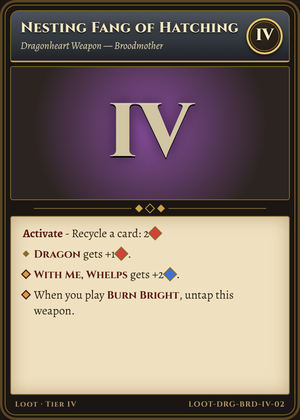 Nesting Fang of Hatching
IV
Dragonheart Weapon — Broodmother
IV
Activate - Recycle a card: 2
Dragon gets +1.
With Me, Whelps gets +2.
When you play Burn Bright, untap this
weapon.
Loot · Tier IV
LOOT-DRG-BRD-IV-02